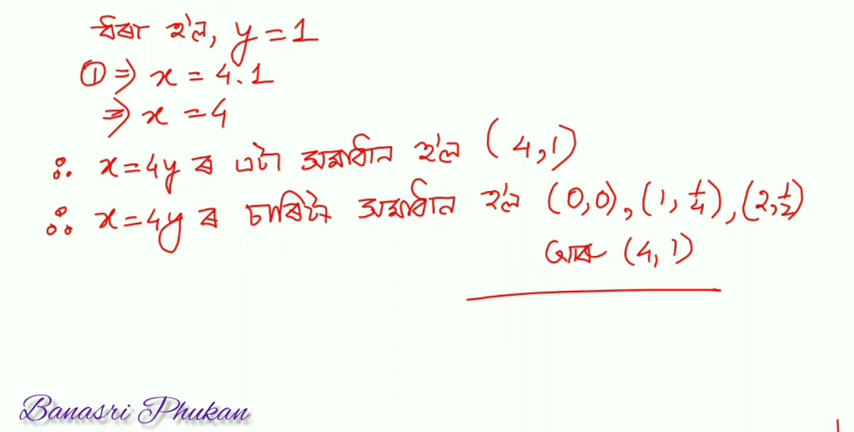 ধৰা হ'ল, y = 1
① ⇒ x = 4.1
⇒ x = 4
∴ x = 4y ৰ এটা সমাধান হ'ল (4,1)
∴ x = 4y ৰ চাৰিটা সমাধান হ'ল (0,0), (1, 1/4), (2, 1/2)
আৰু (4, 1)
Banasri Phukan